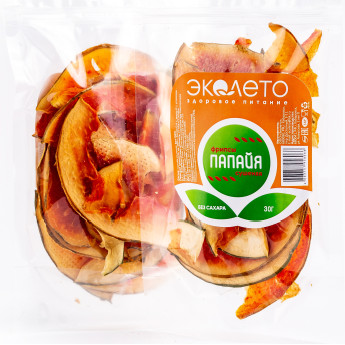 ЭКОЛЕТО
здоровое питание
фрипсы
ПАПАЙЯ
БЕЗ САХАРА
30Г